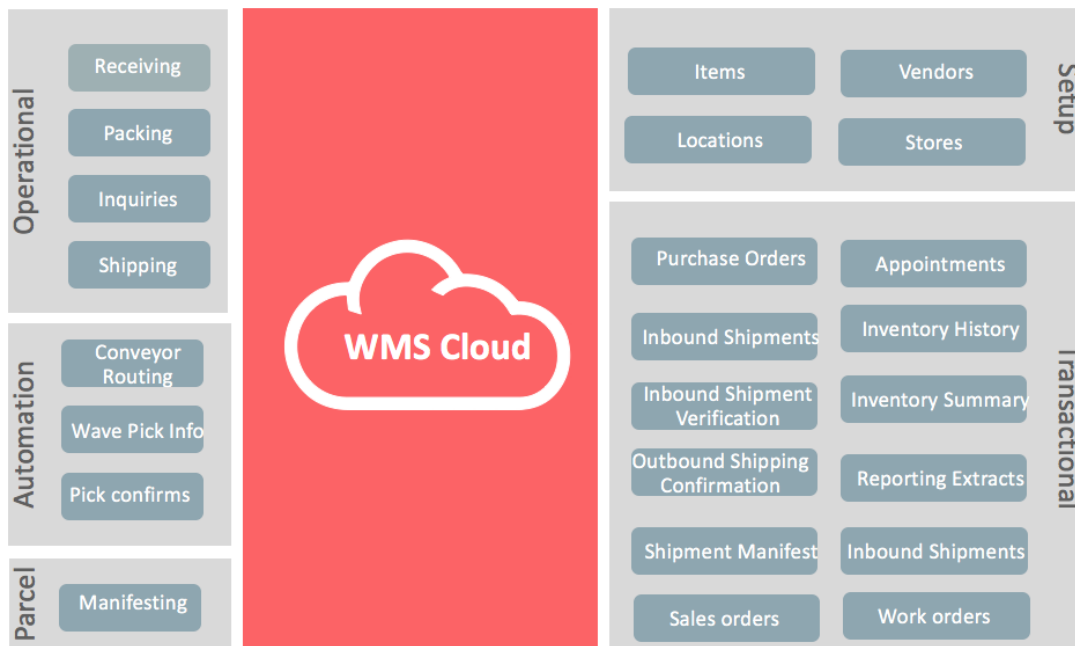 Operational
Receiving
Packing
Inquiries
Shipping
Automation
Conveyor
Routing
Wave Pick Info
Pick confirms
Parcel
Manifesting
WMS Cloud
Setup
Items
Vendors
Locations
Stores
Transactional
Purchase Orders
Appointments
Inbound Shipments
Inventory History
Inbound Shipment
Verification
Inventory Summary
Outbound Shipping
Confirmation
Reporting Extracts
Shipment Manifest
Inbound Shipments
Sales orders
Work orders